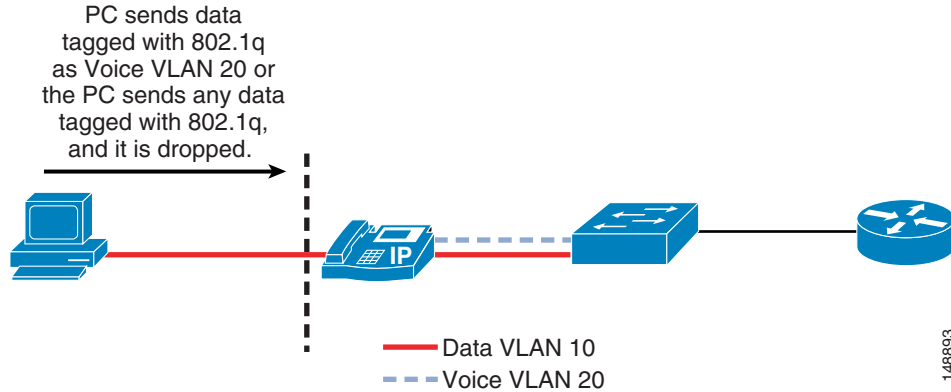 PC sends data
tagged with 802.1q
as Voice VLAN 20 or
the PC sends any data
tagged with 802.1q,
and it is dropped.
IP
Data VLAN 10
Voice VLAN 20
148893